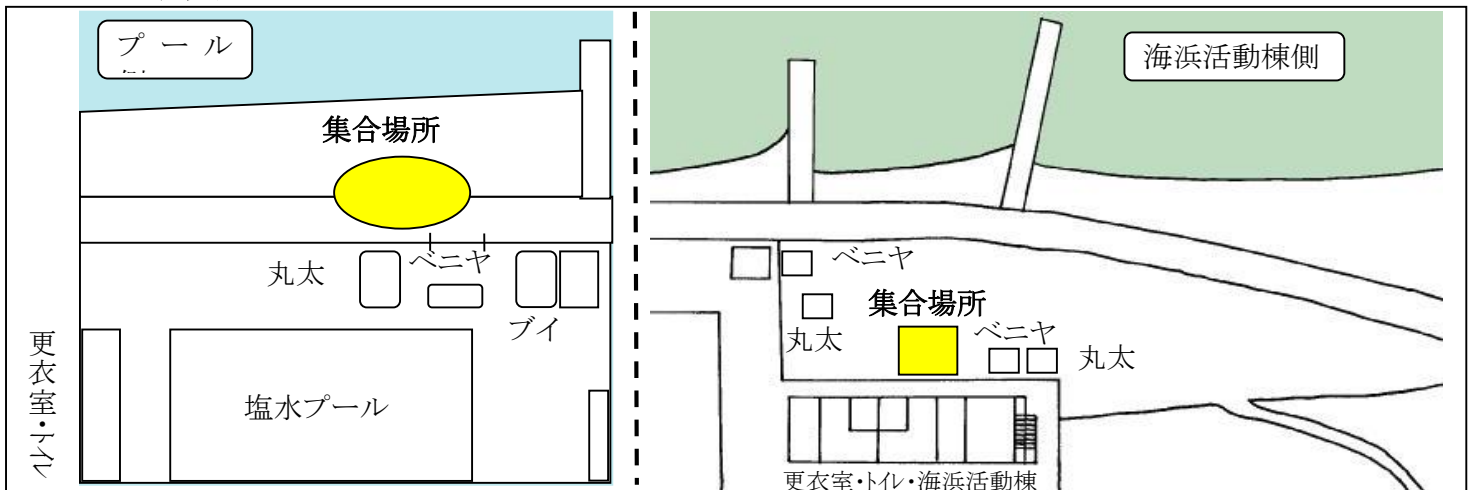 プール
集合場所
丸太
ベニヤ
ブイ
更衣室・トイレ
塩水プール
海浜活動棟側
ベニヤ
集合場所
丸太
ベニヤ
丸太
更衣室・トイレ・海浜活動棟